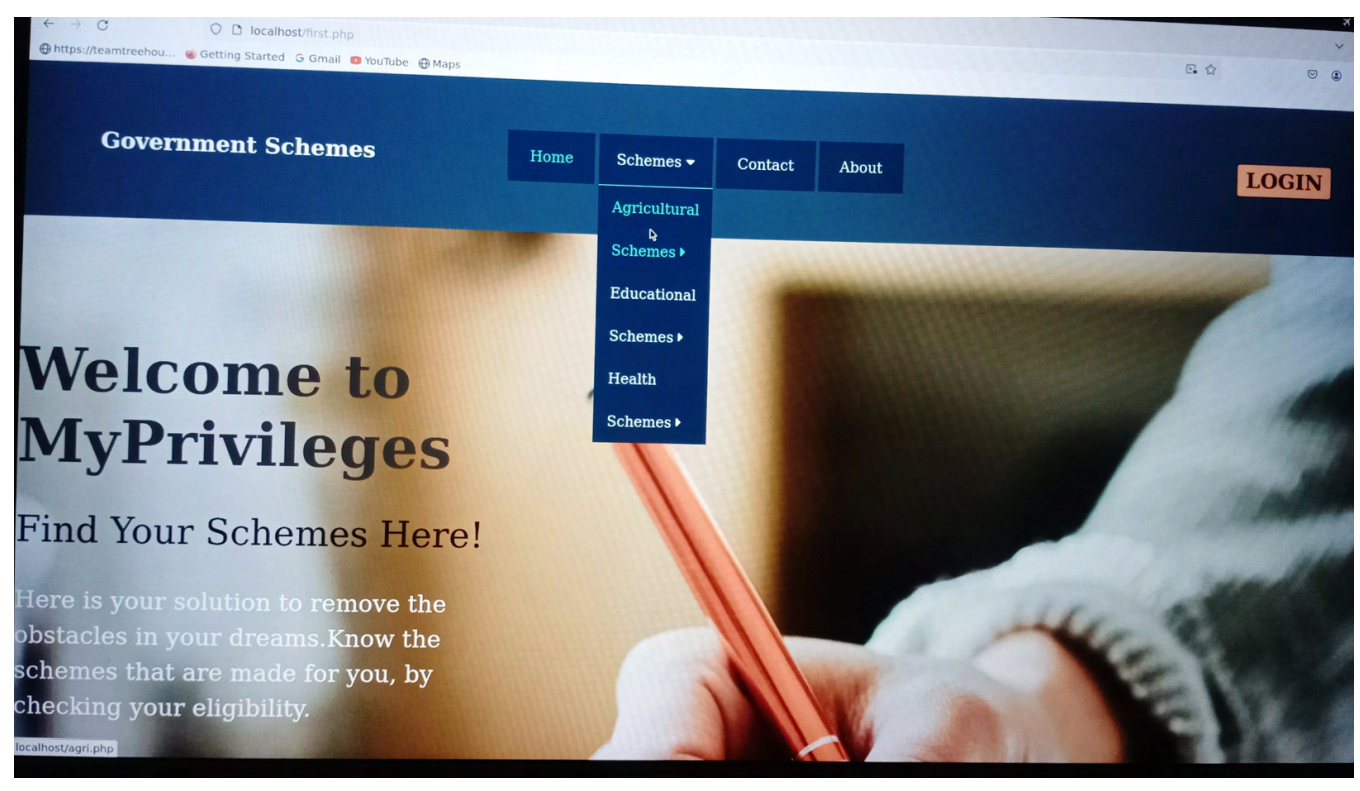 localhost/first.php
https://teamtreehou... Getting Started G Gmail YouTube Maps
Government Schemes
Home Schemes Contact About
LOGIN
Agricultural
Schemes
Educational
Schemes
Health
Schemes
Welcome to
MyPrivileges
Find Your Schemes Here!
Here is your solution to remove the
obstacles in your dreams.Know the
schemes that are made for you, by
checking your eligibility.
localhost/agri.php